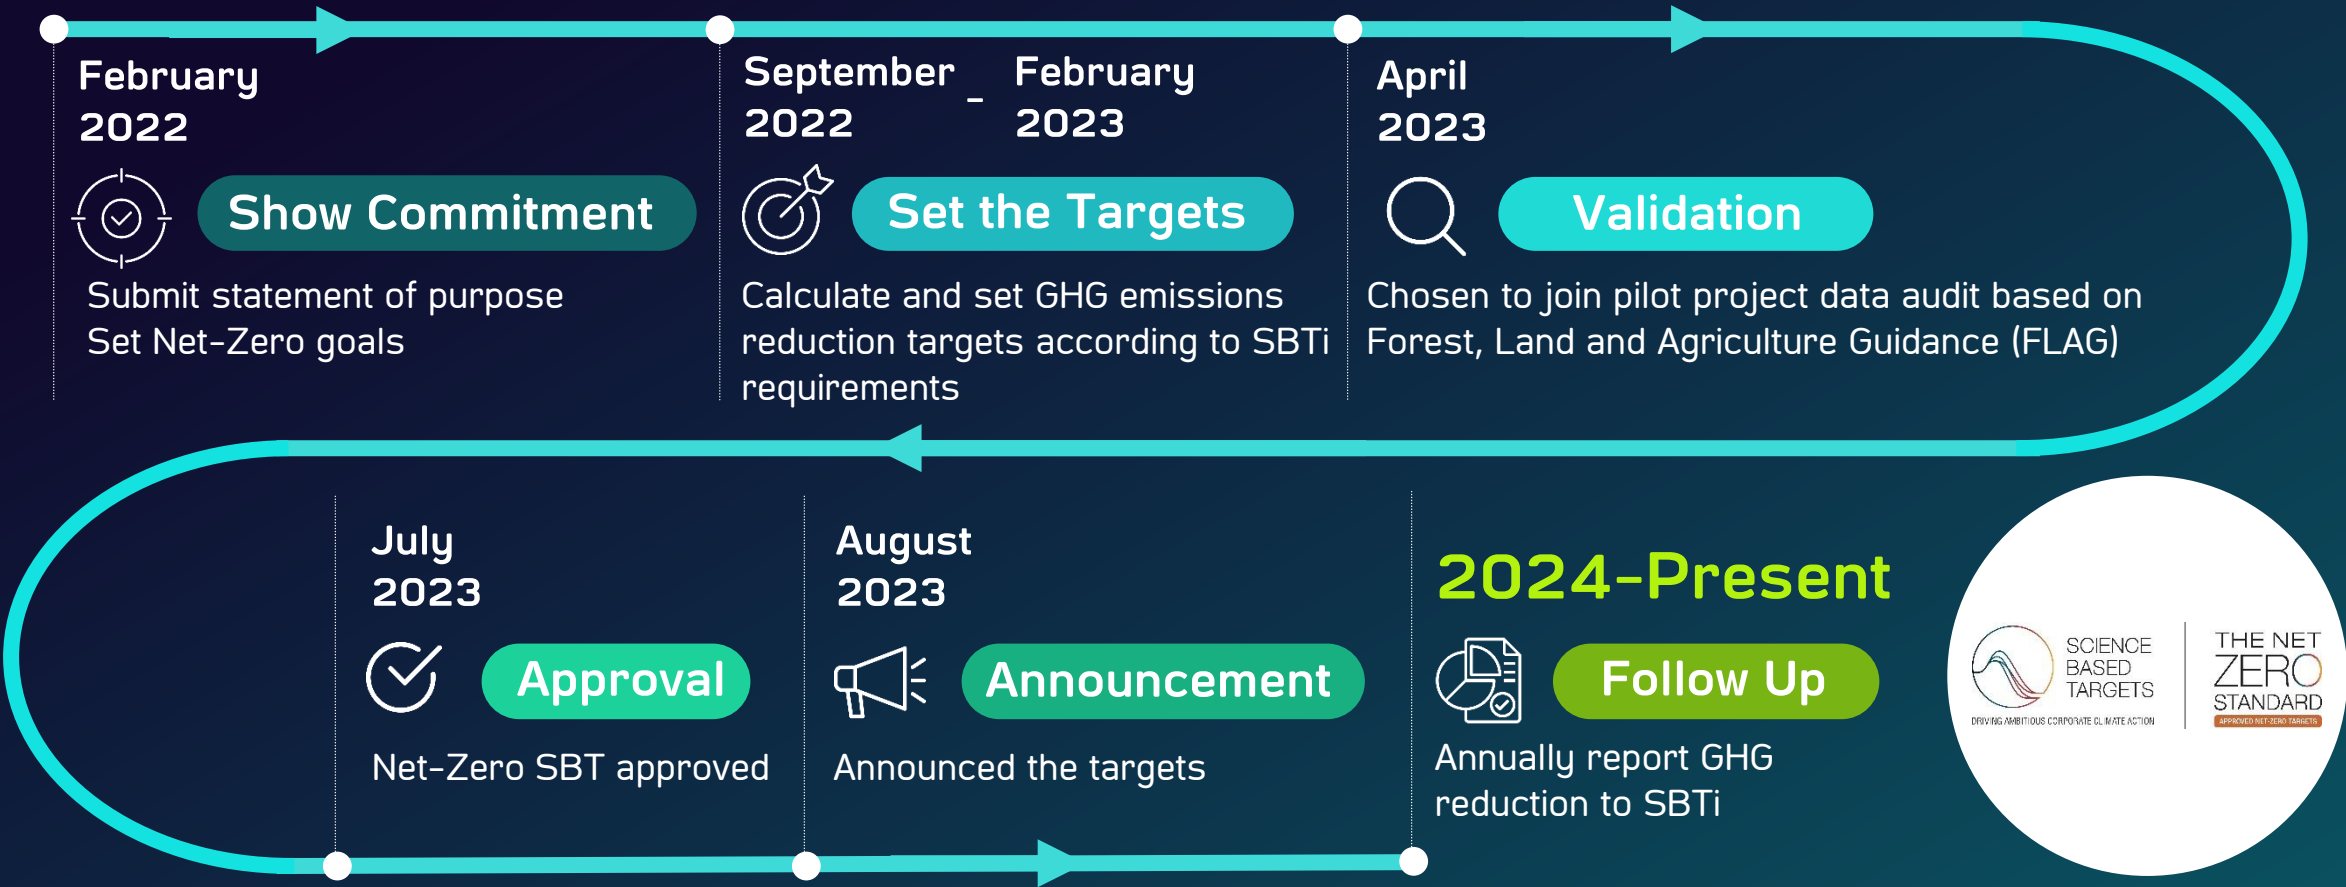 February
2022
Show Commitment
Submit statement of purpose
Set Net-Zero goals
September
2022
-
February
2023
Set the Targets
Calculate and set GHG emissions
reduction targets according to SBTi
requirements
April
2023
Validation
Chosen to join pilot project data audit based on
Forest, Land and Agriculture Guidance (FLAG)
July
2023
Approval
Net-Zero SBT approved
August
2023
Announcement
Announced the targets
2024-Present
Follow Up
Annually report GHG
reduction to SBTi
SCIENCE
BASED
TARGETS
DRIVING AMBITIOUS CORPORATE CLIMATE ACTION
THE NET
ZERO
STANDARD
APPROVED NET-ZERO TARGETS